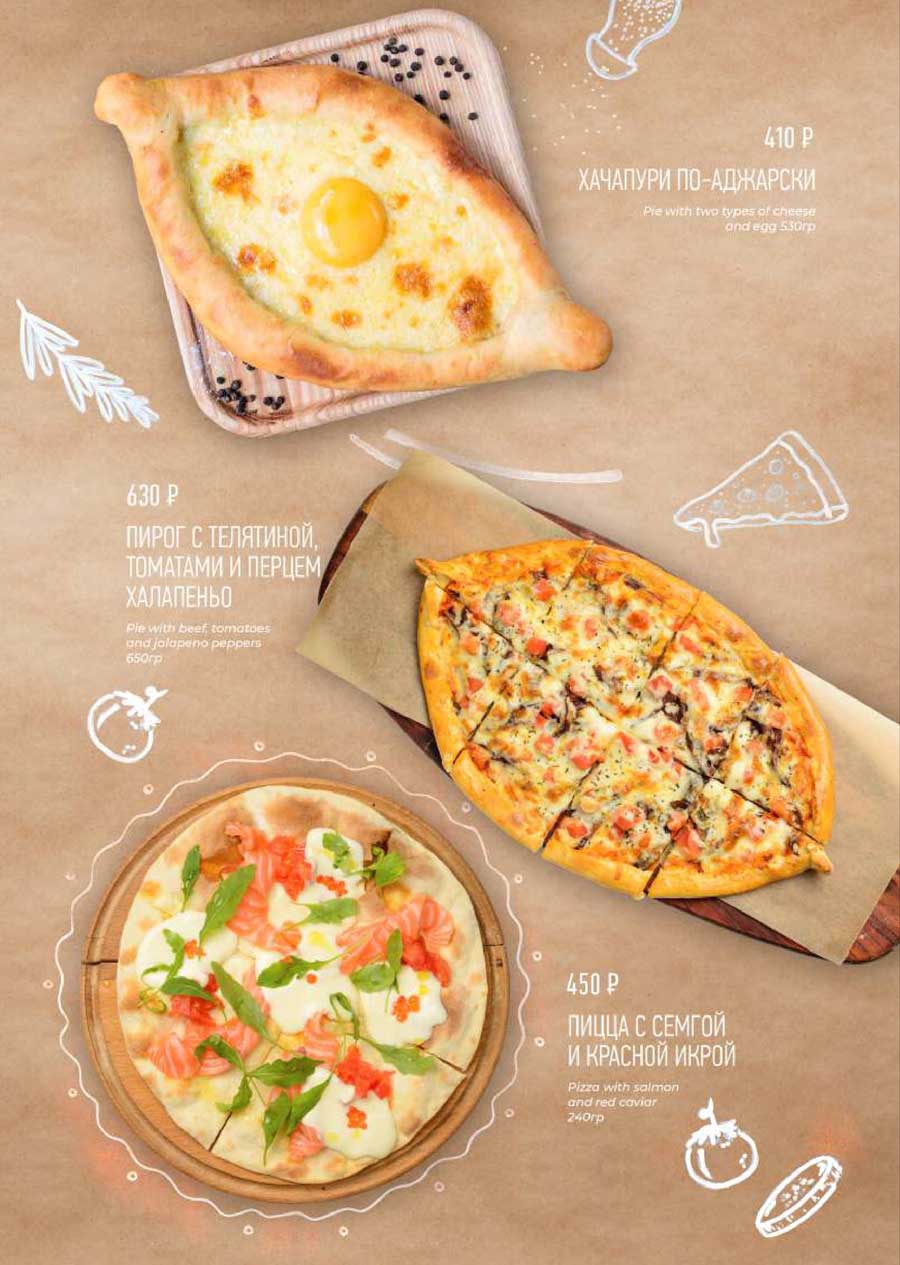 410 ₽
ХАЧАПУРИ ПО-АДЖАРСКИ
Pie with two types of cheese
and egg 530гр
630 ₽
ПИРОГ С ТЕЛЯТИНОЙ,
ТОМАТАМИ И ПЕРЦЕМ
ХАЛАПЕНЬО
Pie with beef, tomatoes
and jalapeno peppers
650гр
450 ₽
ПИЦЦА С СЕМГОЙ
И КРАСНОЙ ИКРОЙ
Pizza with salmon
and red caviar
240гр